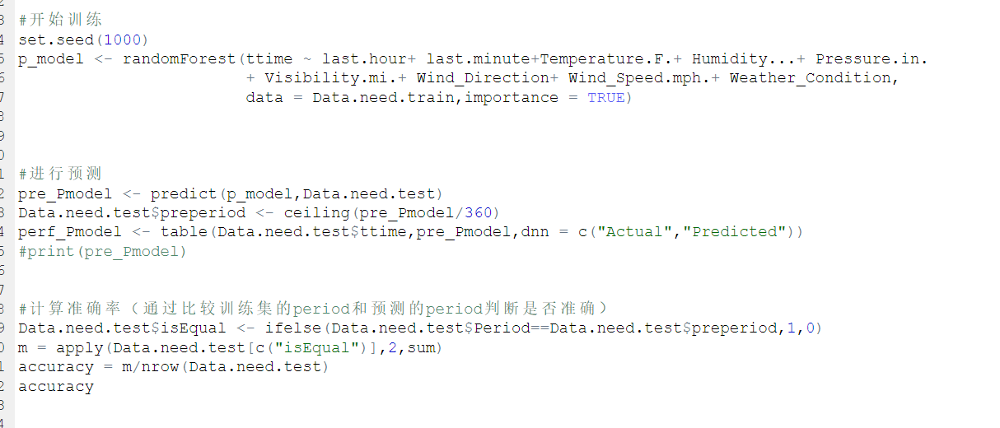 #开始训练
set.seed(1000)
p_model <- randomForest(ttime ~ last.hour+ last.minute+Temperature.F.+ Humidity...+ Pressure.in.
+ Visibility.mi.+ Wind_Direction+ Wind_Speed.mph.+ Weather_Condition,
data = Data.need.train,importance = TRUE)
#进行预测
pre_Pmodel <- predict(p_model,Data.need.test)
Data.need.test$preperiod <- ceiling(pre_Pmodel/360)
perf_Pmodel <- table(Data.need.test$ttime,pre_Pmodel,dnn = c("Actual","Predicted"))
#print(pre_Pmodel)
#计算准确率（通过比较训练集的period和预测的period判断是否准确）
Data.need.test$isEqual <- ifelse(Data.need.test$Period==Data.need.test$preperiod,1,0)
m = apply(Data.need.test[c("isEqual")],2,sum)
accuracy = m/nrow(Data.need.test)
accuracy